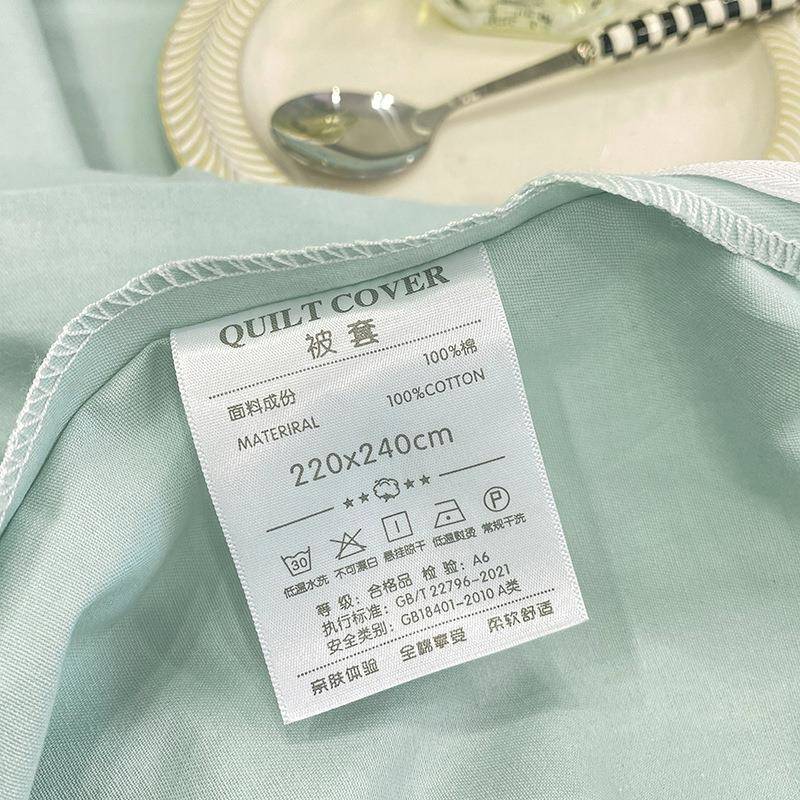 QUILT COVER
被套
面料成份 100%棉
MATERIRAL 100%COTTON
220x240cm
30 P
低温水洗 不可漂白 悬挂晾干 低温熨烫 常规干洗
等 级：合格品 检 验：A6
执行标准：GB/T 22796-2021
安全类别：GB18401-2010 A类
亲肤体验 全棉享受 柔软舒适